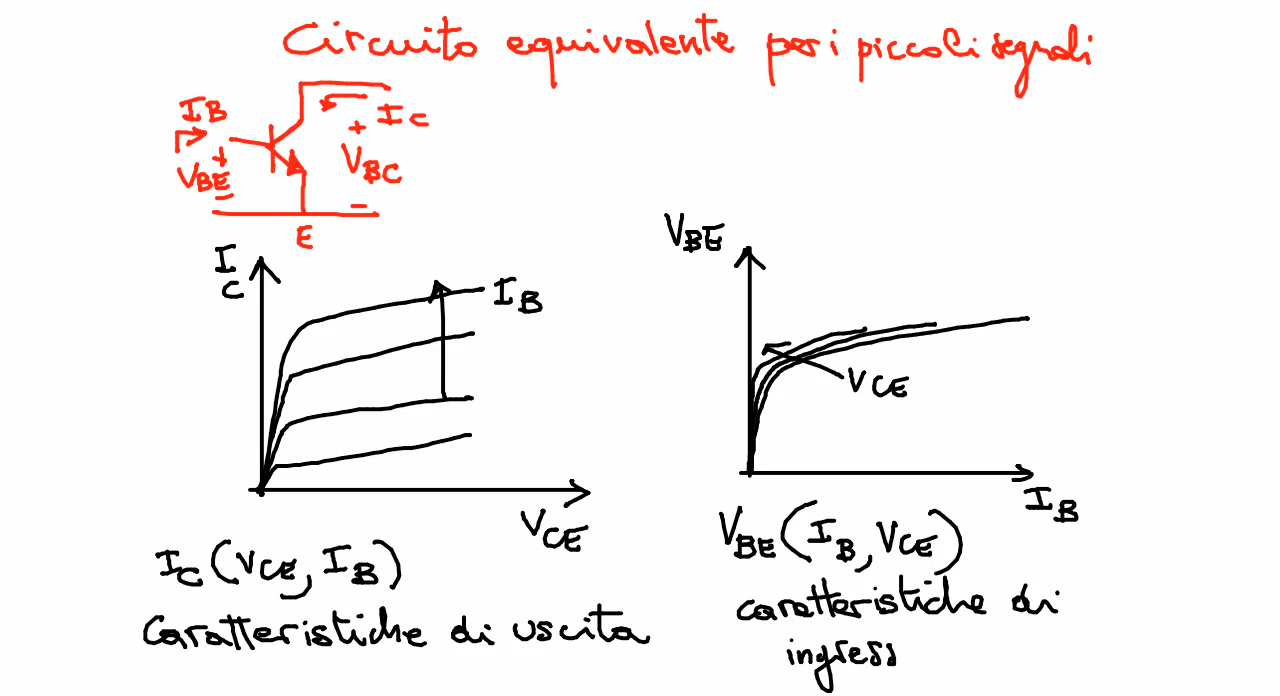 Circuito equivalente per i piccoli segnali
IB
IC
+
+
VBE
VBC
-
-
E
IC
IB
VCE
IC (VCE, IB)
Caratteristiche di uscita
VBE
VCE
IB
VBE (IB, VCE)
caratteristiche di
ingress